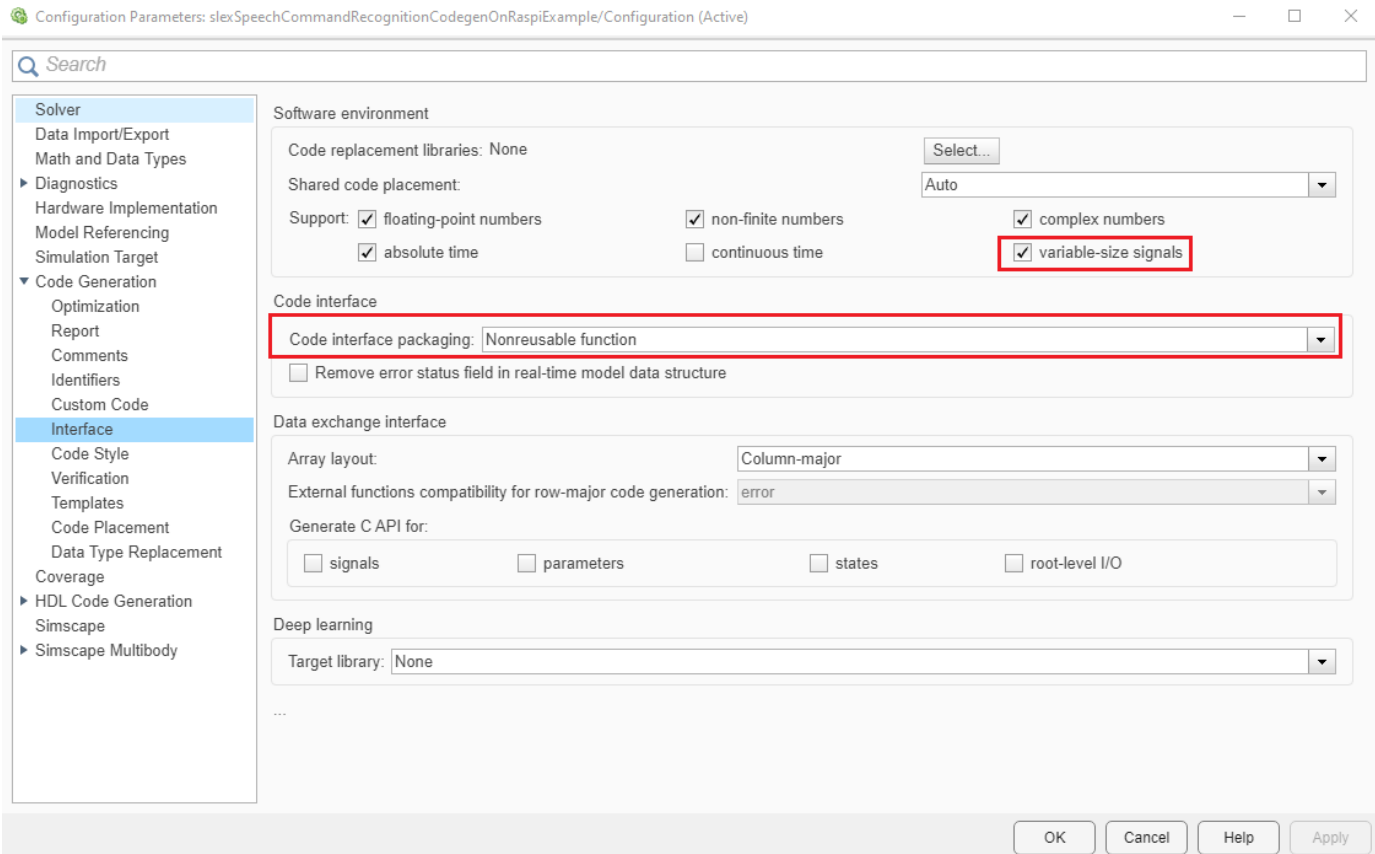 Configuration Parameters: slexSpeechCommandRecognitionCodegenOnRaspiExample/Configuration (Active)
Search
Solver
Data Import/Export
Math and Data Types
Diagnostics
Hardware Implementation
Model Referencing
Simulation Target
Code Generation
Optimization
Report
Comments
Identifiers
Custom Code
Interface
Code Style
Verification
Templates
Code Placement
Data Type Replacement
Coverage
HDL Code Generation
Simscape
Simscape Multibody
Software environment
Code replacement libraries: None Select...
Shared code placement: Auto
Support: floating-point numbers non-finite numbers complex numbers
absolute time continuous time variable-size signals
Code interface
Code interface packaging: Nonreusable function
Remove error status field in real-time model data structure
Data exchange interface
Array layout: Column-major
External functions compatibility for row-major code generation: error
Generate C API for:
signals parameters states root-level I/O
Deep learning
Target library: None
...
OK Cancel Help Apply